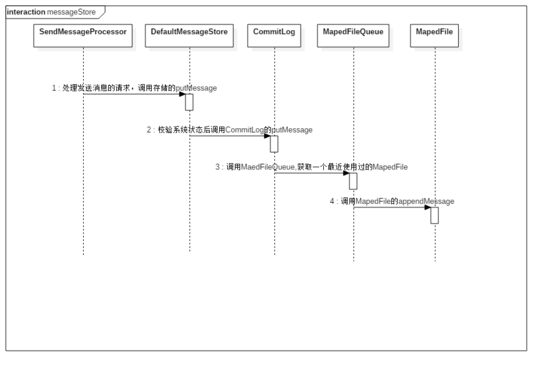 interaction messageStore
SendMessageProcessor DefaultMessageStore CommitLog MapedFileQueue MapedFile
1 : 处理发送消息的请求，调用存储的putMessage
2 : 校验系统状态后调用CommitLog的putMessage
3 : 调用MaedFileQueue,获取一个最近使用过的MapedFile
4 : 调用MapedFile的appendMessage